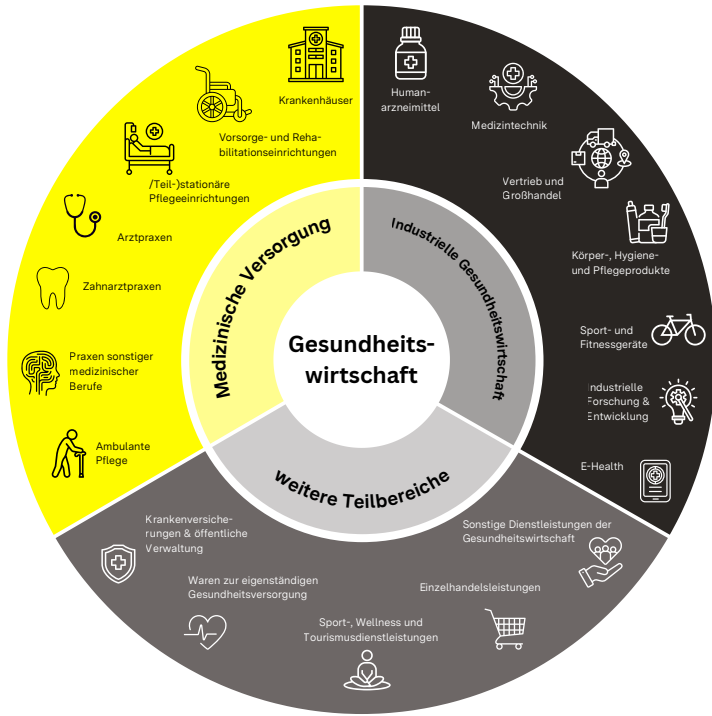 Gesundheits-
wirtschaft
Medizinische Versorgung
Krankenhäuser
Vorsorge- und Reha-
bilitationseinrichtungen
/Teil-)stationäre
Pflegeeinrichtungen
Arztpraxen
Zahnarztpraxen
Praxen sonstiger
medizinischer
Berufe
Ambulante
Pflege
Industrielle Gesundheitswirtschaft
Human-
arzneimittel
Medizintechnik
Vertrieb und
Großhandel
Körper-, Hygiene-
und Pflegeprodukte
Sport- und
Fitnessgeräte
Industrielle
Forschung &
Entwicklung
E-Health
weitere Teilbereiche
Krankenversiche-
rungen & öffentliche
Verwaltung
Waren zur eigenständigen
Gesundheitsversorgung
Sport-, Wellness und
Tourismusdienstleistungen
Einzelhandelsleistungen
Sonstige Dienstleistungen der
Gesundheitswirtschaft